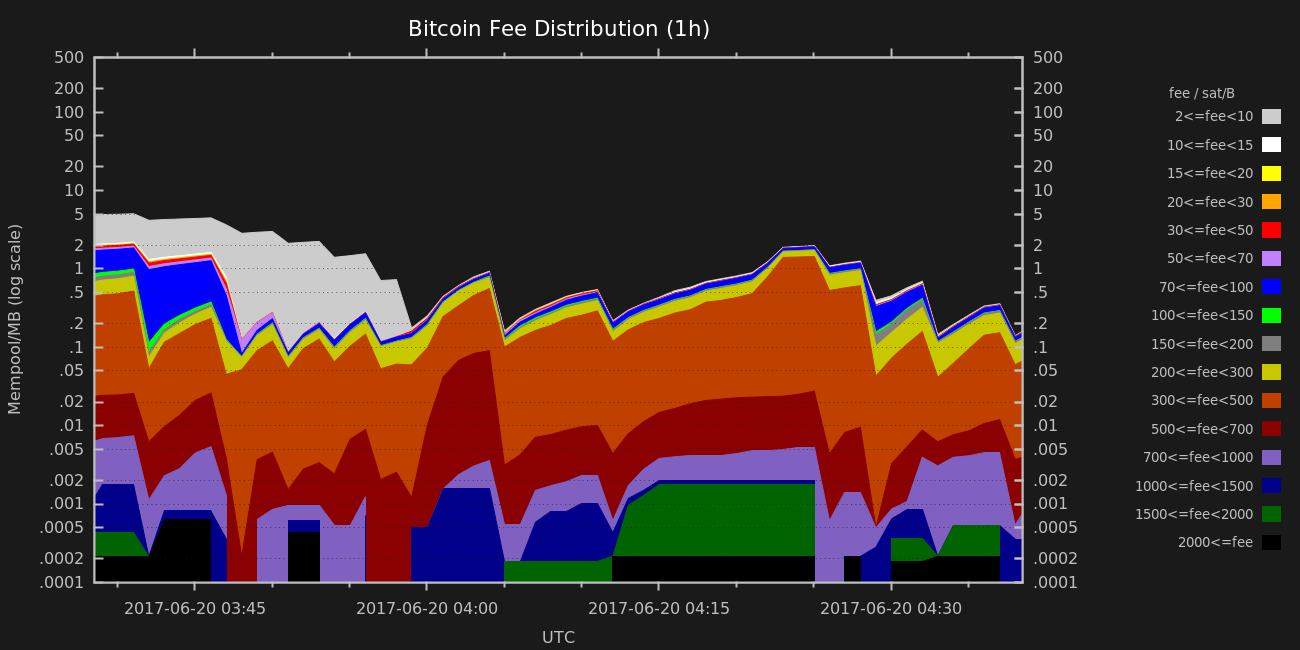 Bitcoin Fee Distribution (1h)
Mempool/MB (log scale)
500
200
100
50
20
10
5
2
1
.5
.2
.1
.05
.02
.01
.005
.002
.001
.0005
.0002
.0001
500
200
100
50
20
10
5
2
1
.5
.2
.1
.05
.02
.01
.005
.002
.001
.0005
.0002
.0001
2017-06-20 03:45
2017-06-20 04:00
2017-06-20 04:15
2017-06-20 04:30
UTC
fee / sat/B
2<=fee<10
10<=fee<15
15<=fee<20
20<=fee<30
30<=fee<50
50<=fee<70
70<=fee<100
100<=fee<150
150<=fee<200
200<=fee<300
300<=fee<500
500<=fee<700
700<=fee<1000
1000<=fee<1500
1500<=fee<2000
2000<=fee